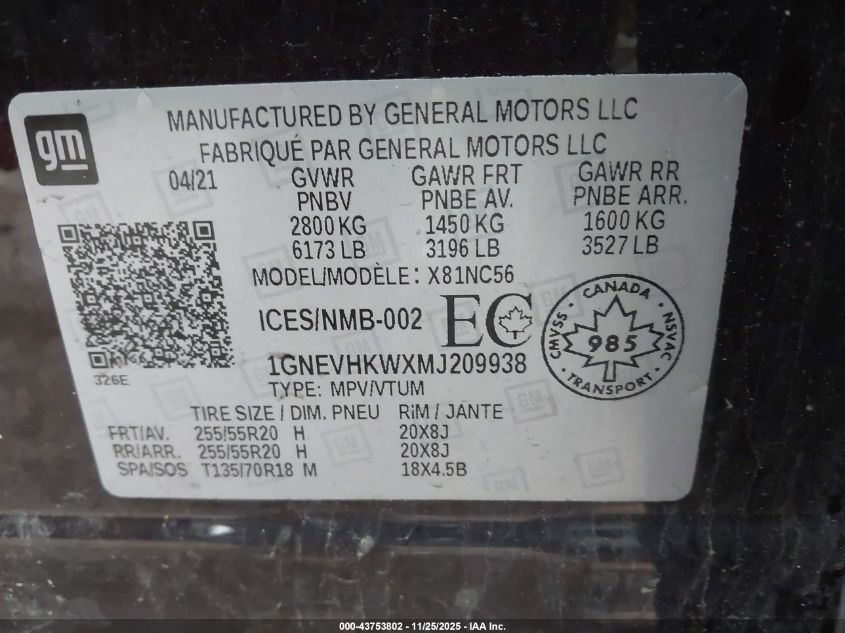 gm
MANUFACTURED BY GENERAL MOTORS LLC
FABRIQUÉ PAR GENERAL MOTORS LLC
04/21 GVWR GAWR FRT GAWR RR
PNBV PNBE AV. PNBE ARR.
2800 KG 1450 KG 1600 KG
6173 LB 3196 LB 3527 LB
MODEL/MODÈLE: X81NC56
ICES/NMB-002 EC
CANADA
CMVSS 985 NSVAC
TRANSPORT
326E
1GNEVHKWXMJ209938
TYPE: MPV/VTUM
TIRE SIZE / DIM. PNEU RIM / JANTE
FRT/AV. 255/55R20 H 20X8J
RR/ARR. 255/55R20 H 20X8J
SPA/SOS T135/70R18 M 18X4.5B
000-43753802 - 11/25/2025 - IAA Inc.